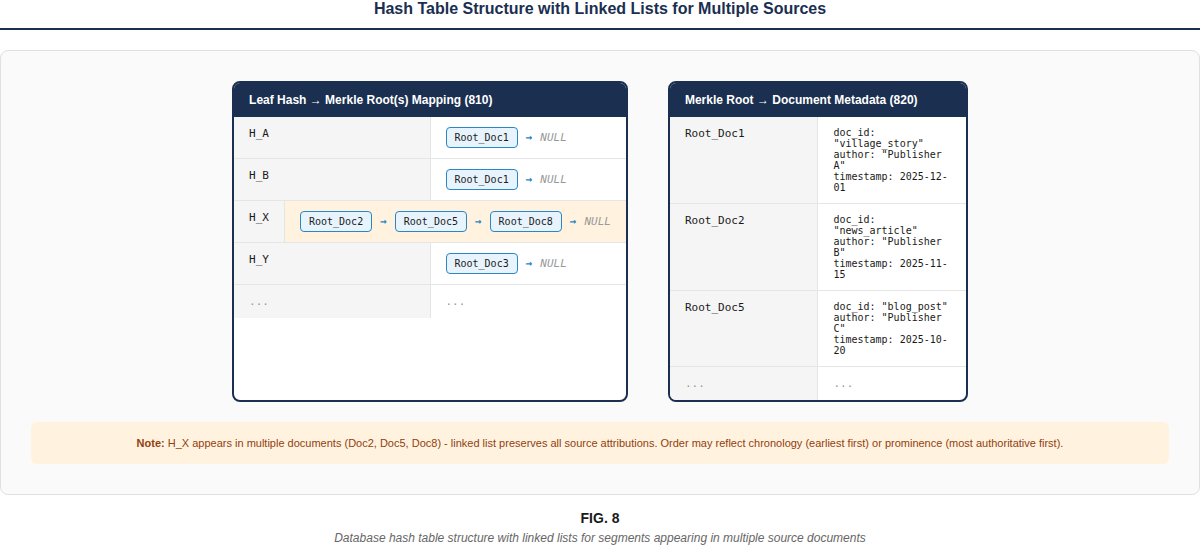 Hash Table Structure with Linked Lists for Multiple Sources
Leaf Hash → Merkle Root(s) Mapping (810)
H_A
Root_Doc1 → NULL
H_B
Root_Doc1 → NULL
H_X
Root_Doc2 → Root_Doc5 → Root_Doc8 → NULL
H_Y
Root_Doc3 → NULL
...
...
Merkle Root → Document Metadata (820)
Root_Doc1
doc_id:
"village_story"
author: "Publisher
A"
timestamp: 2025-12-
01
Root_Doc2
doc_id:
"news_article"
author: "Publisher
B"
timestamp: 2025-11-
15
Root_Doc5
doc_id: "blog_post"
author: "Publisher
C"
timestamp: 2025-10-
20
...
...
Note: H_X appears in multiple documents (Doc2, Doc5, Doc8) - linked list preserves all source attributions. Order may reflect chronology (earliest first) or prominence (most authoritative first).
FIG. 8
Database hash table structure with linked lists for segments appearing in multiple source documents